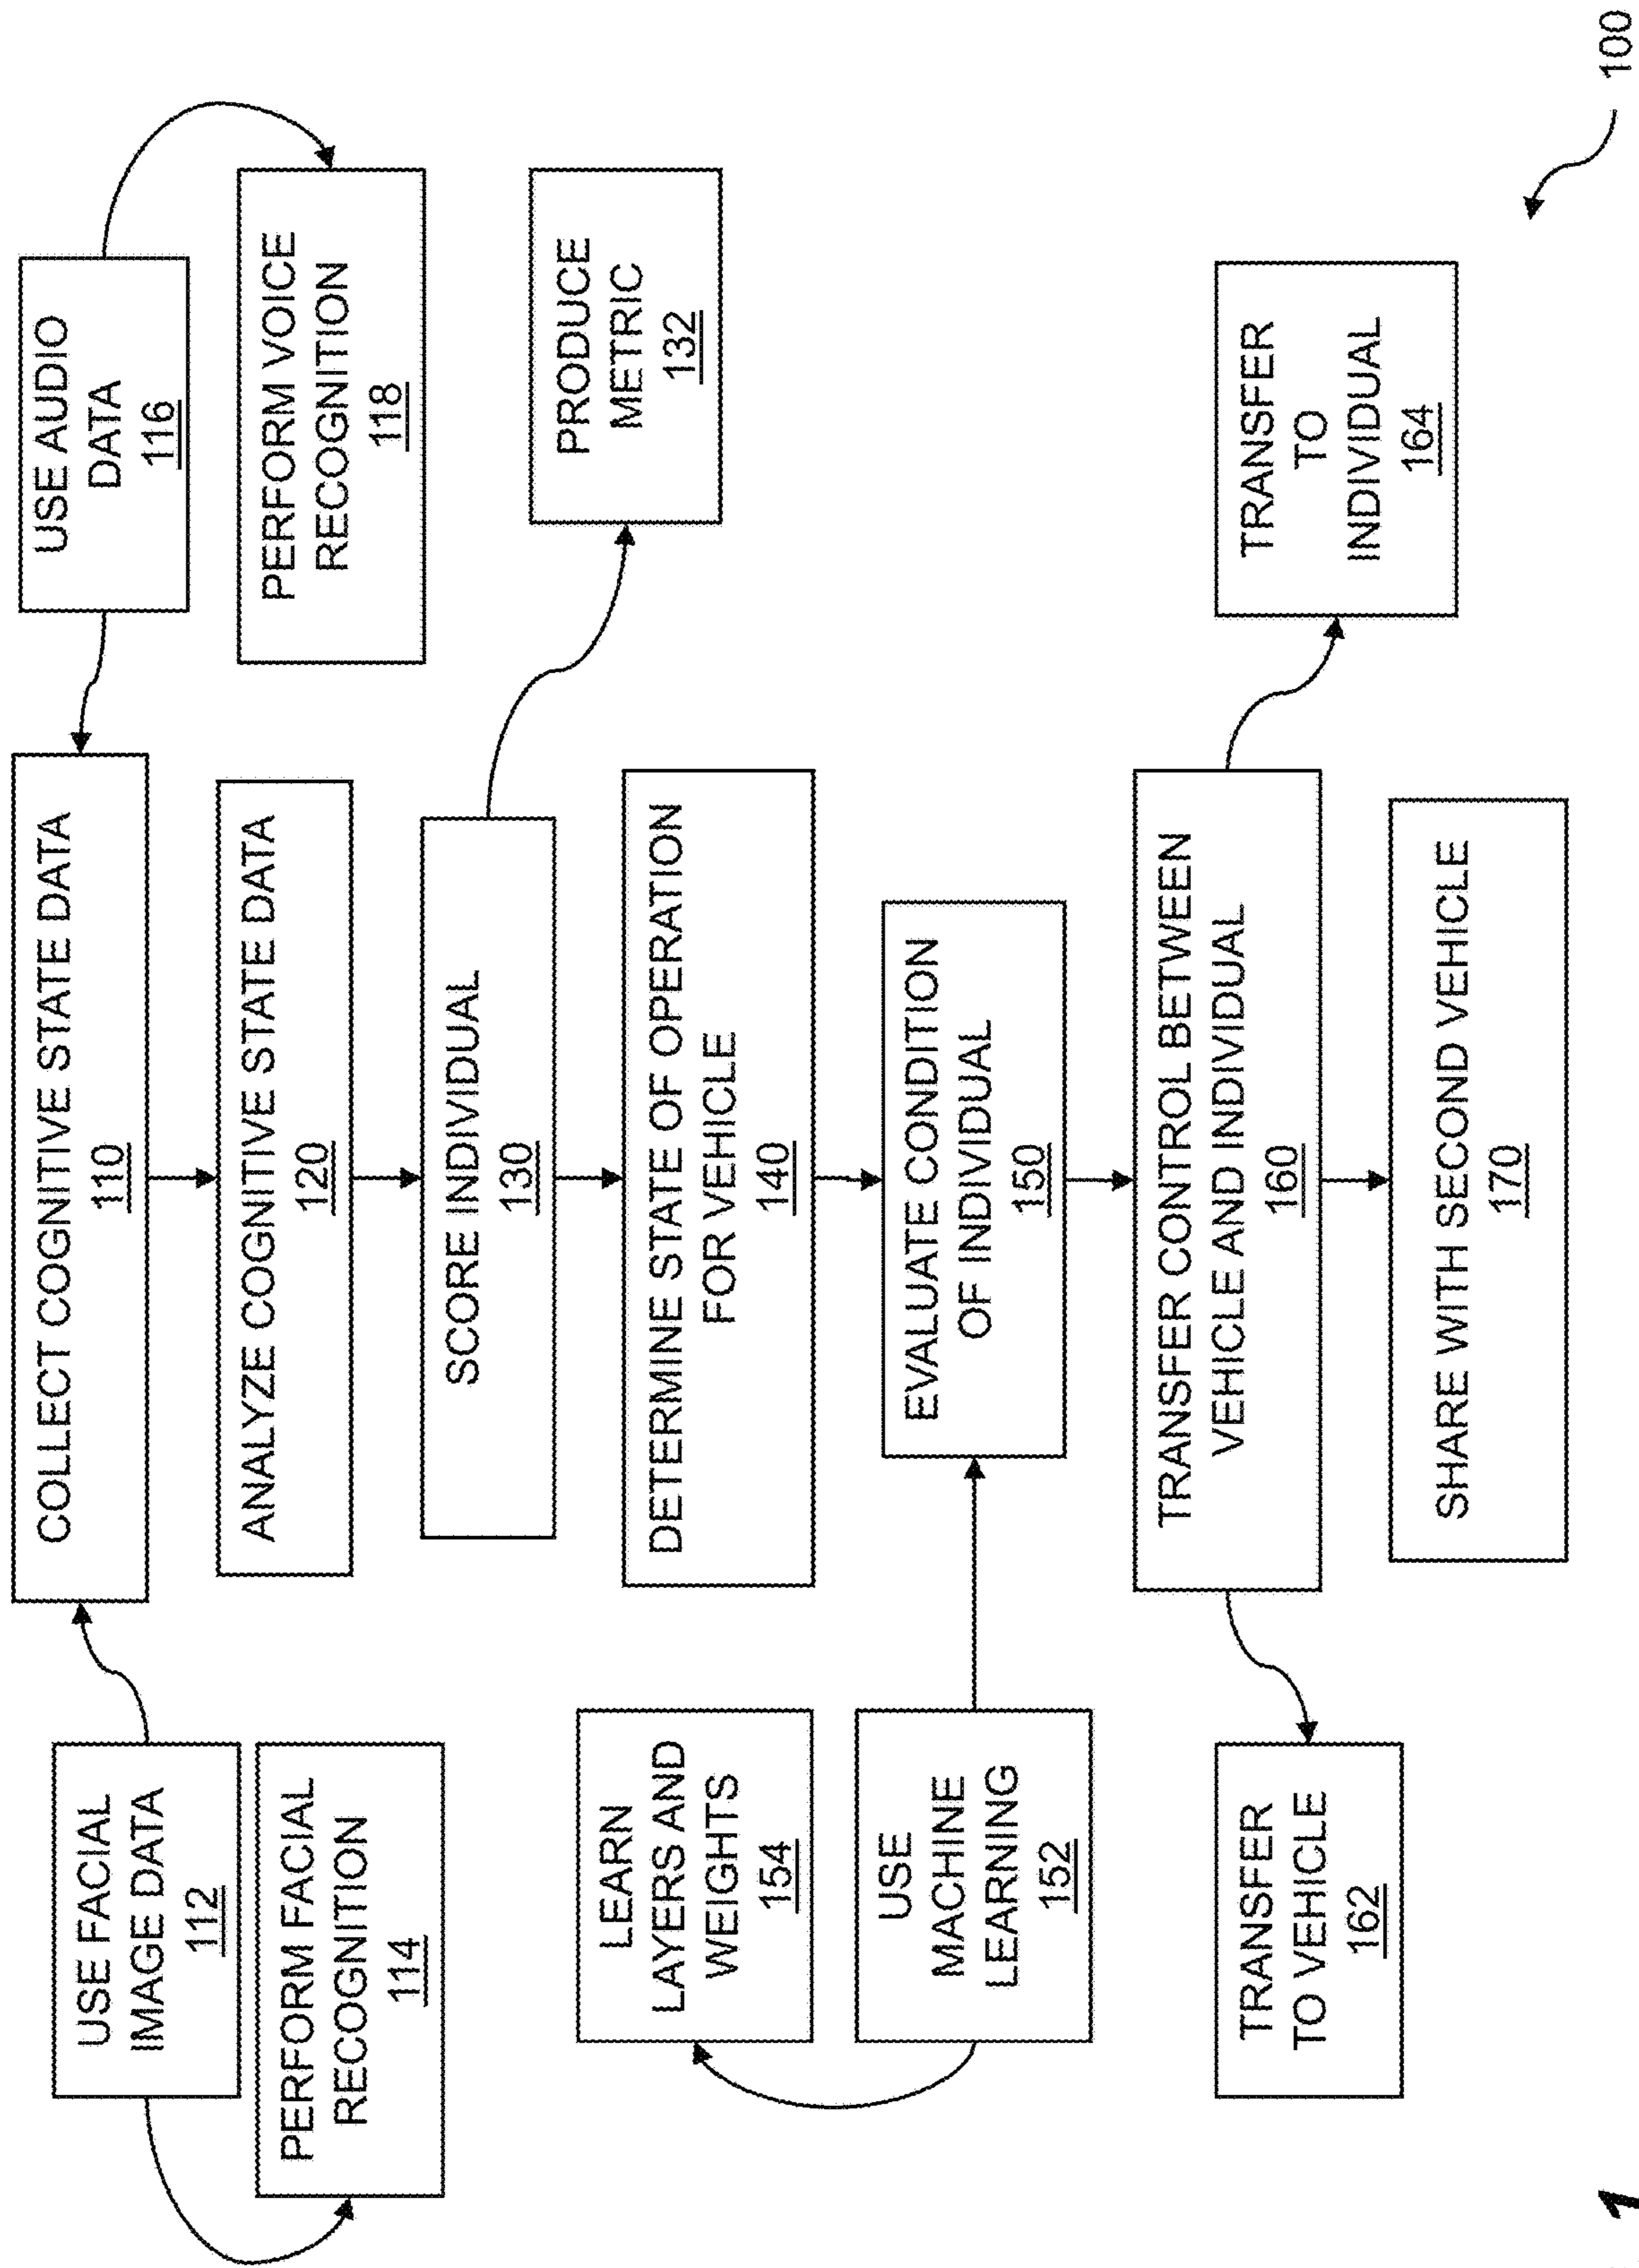 USE FACIAL
IMAGE DATA
112
PERFORM FACIAL
RECOGNITION
114
COLLECT COGNITIVE STATE DATA
110
USE AUDIO
DATA
116
PERFORM VOICE
RECOGNITION
118
ANALYZE COGNITIVE STATE DATA
120
SCORE INDIVIDUAL
130
PRODUCE
METRIC
132
DETERMINE STATE OF OPERATION
FOR VEHICLE
140
LEARN
LAYERS AND
WEIGHTS
154
USE
MACHINE
LEARNING
152
EVALUATE CONDITION
OF INDIVIDUAL
150
TRANSFER CONTROL BETWEEN
VEHICLE AND INDIVIDUAL
160
TRANSFER
TO VEHICLE
162
TRANSFER
TO
INDIVIDUAL
164
SHARE WITH SECOND VEHICLE
170
100
1